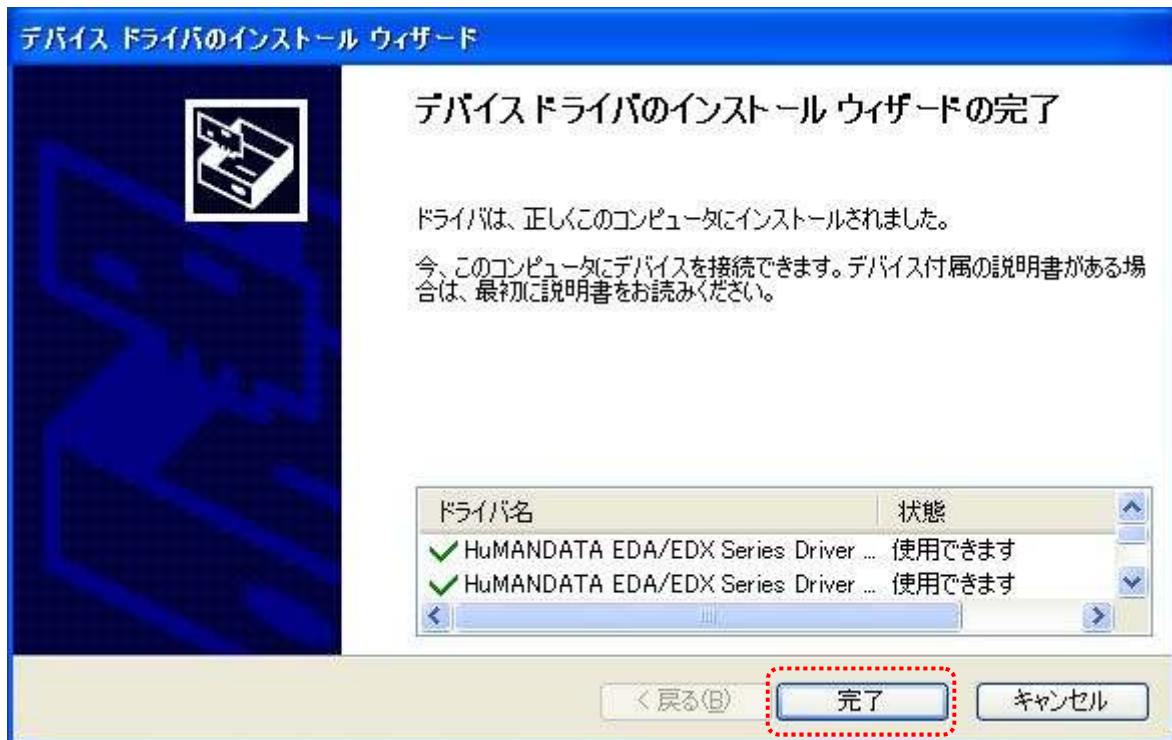 デバイス ドライバのインストール ウィザード
デバイス ドライバのインストール ウィザードの完了
ドライバは、正しくこのコンピュータにインストールされました。
今、このコンピュータにデバイスを接続できます。デバイス付属の説明書がある場
合は、最初に説明書をお読みください。
ドライバ名 状態
HuMANDATA EDA/EDX Series Driver ... 使用できます
HuMANDATA EDA/EDX Series Driver ... 使用できます
< 戻る(B) 完了 キャンセル